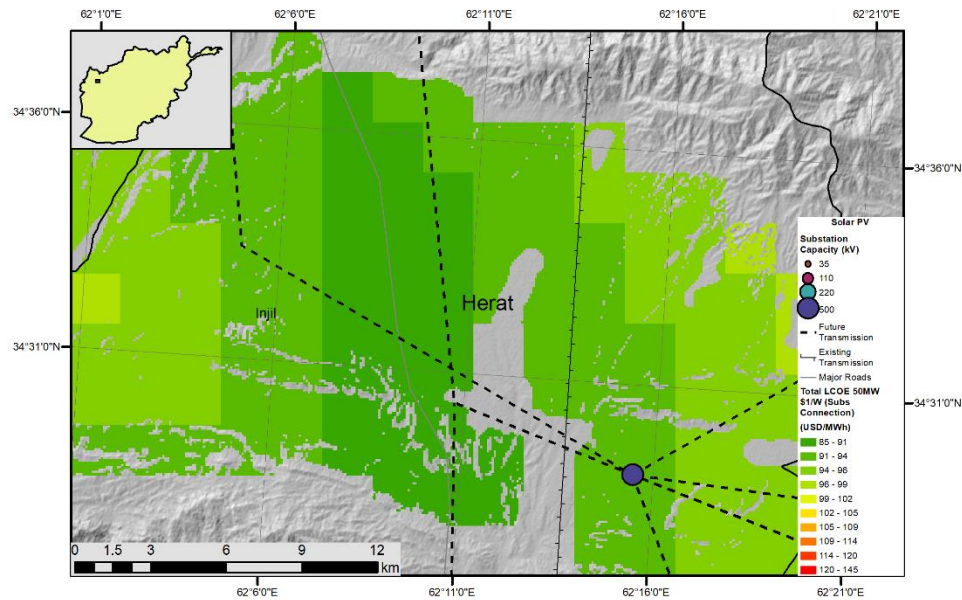 62°1'0"E
62°6'0"E
62°11'0"E
62°16'0"E
62°21'0"E
34°36'0"N
34°36'0"N
Solar PV
Substation
Capacity (kV)
35
110
220
500
Future
Transmission
Existing
Transmission
Major Roads
Total LCOE 50MW
$1/W (Subs
Connection)
(USD/MWh)
85 - 91
91 - 94
94 - 96
96 - 99
99 - 102
102 - 105
105 - 109
109 - 114
114 - 120
120 - 145
Herat
Injil
34°31'0"N
34°31'0"N
0 1.5 3 6 9 12
km
62°6'0"E
62°11'0"E
62°16'0"E
62°21'0"E